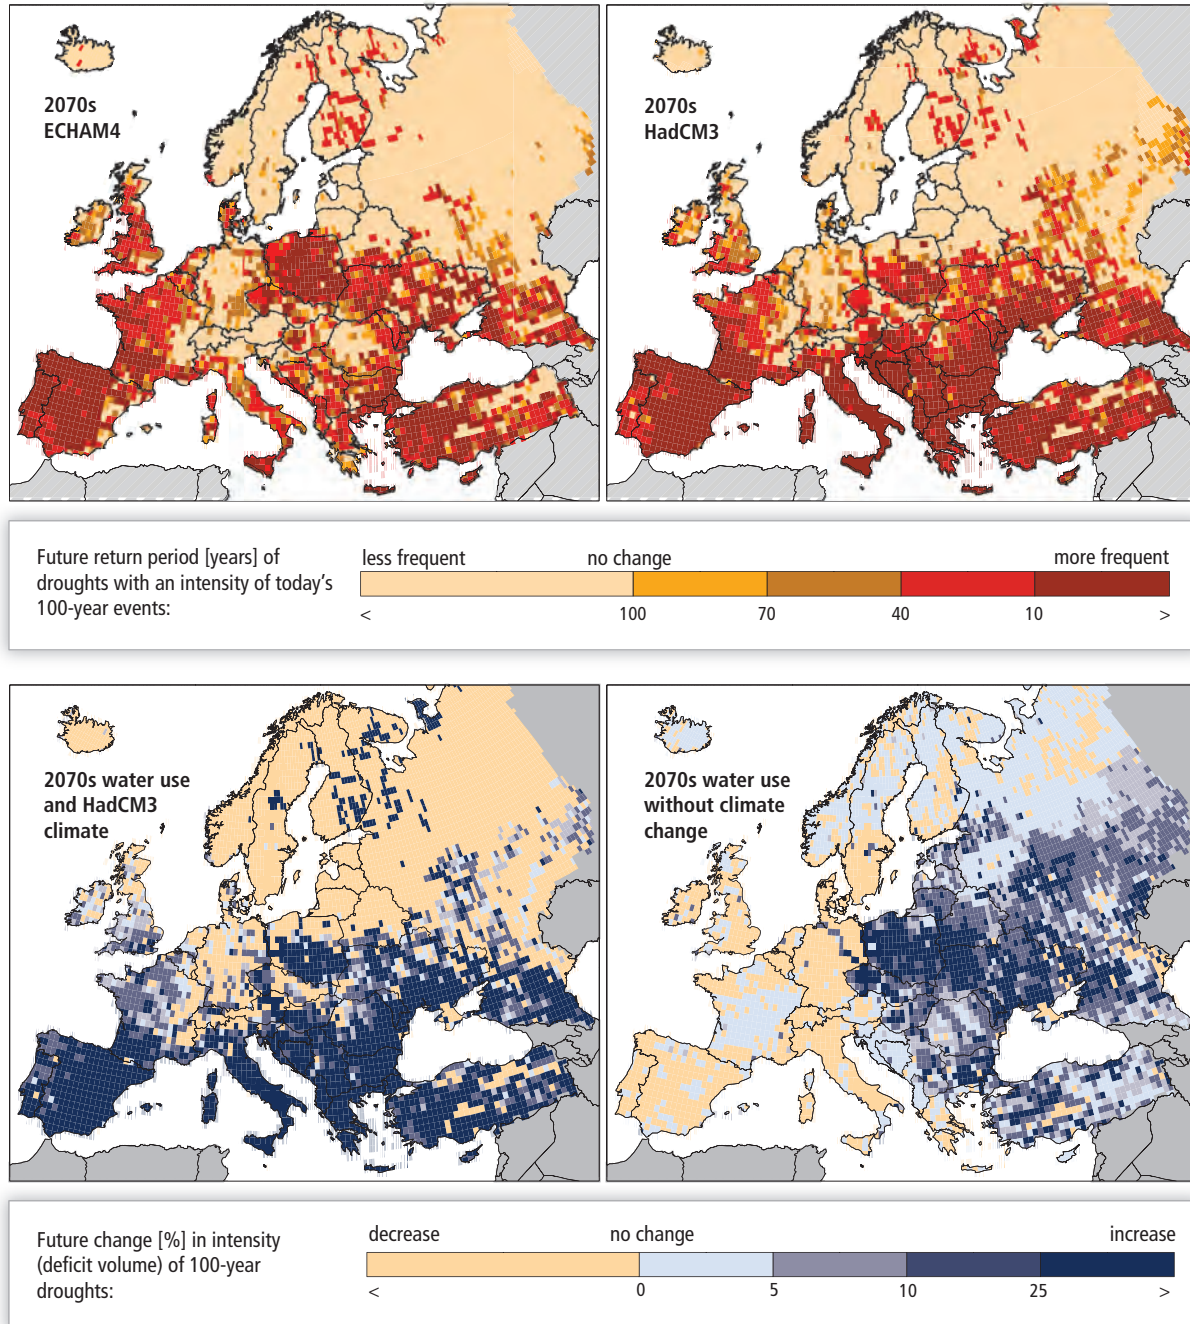 2070s
ECHAM4
2070s
HadCM3
Future return period [years] of
droughts with an intensity of today's
100-year events:
less frequent
no change
more frequent
<
100
70
40
10
>
2070s water use
and HadCM3
climate
2070s water use
without climate
change
Future change [%] in intensity
(deficit volume) of 100-year
droughts:
decrease
no change
increase
<
0
5
10
25
>